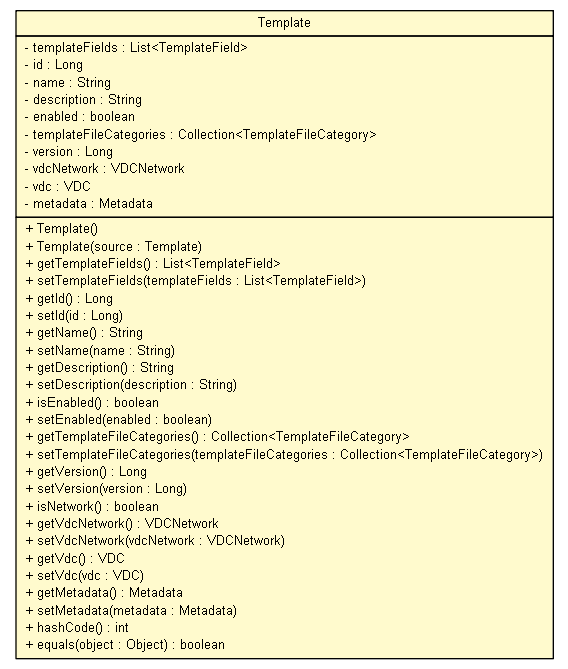 Template
- templateFields : List<TemplateField>
- id : Long
- name : String
- description : String
- enabled : boolean
- templateFileCategories : Collection<TemplateFileCategory>
- version : Long
- vdcNetwork : VDCNetwork
- vdc : VDC
- metadata : Metadata
+ Template()
+ Template(source : Template)
+ getTemplateFields() : List<TemplateField>
+ setTemplateFields(templateFields : List<TemplateField>)
+ getId() : Long
+ setId(id : Long)
+ getName() : String
+ setName(name : String)
+ getDescription() : String
+ setDescription(description : String)
+ isEnabled() : boolean
+ setEnabled(enabled : boolean)
+ getTemplateFileCategories() : Collection<TemplateFileCategory>
+ setTemplateFileCategories(templateFileCategories : Collection<TemplateFileCategory>)
+ getVersion() : Long
+ setVersion(version : Long)
+ isNetwork() : boolean
+ getVdcNetwork() : VDCNetwork
+ setVdcNetwork(vdcNetwork : VDCNetwork)
+ getVdc() : VDC
+ setVdc(vdc : VDC)
+ getMetadata() : Metadata
+ setMetadata(metadata : Metadata)
+ hashCode() : int
+ equals(object : Object) : boolean